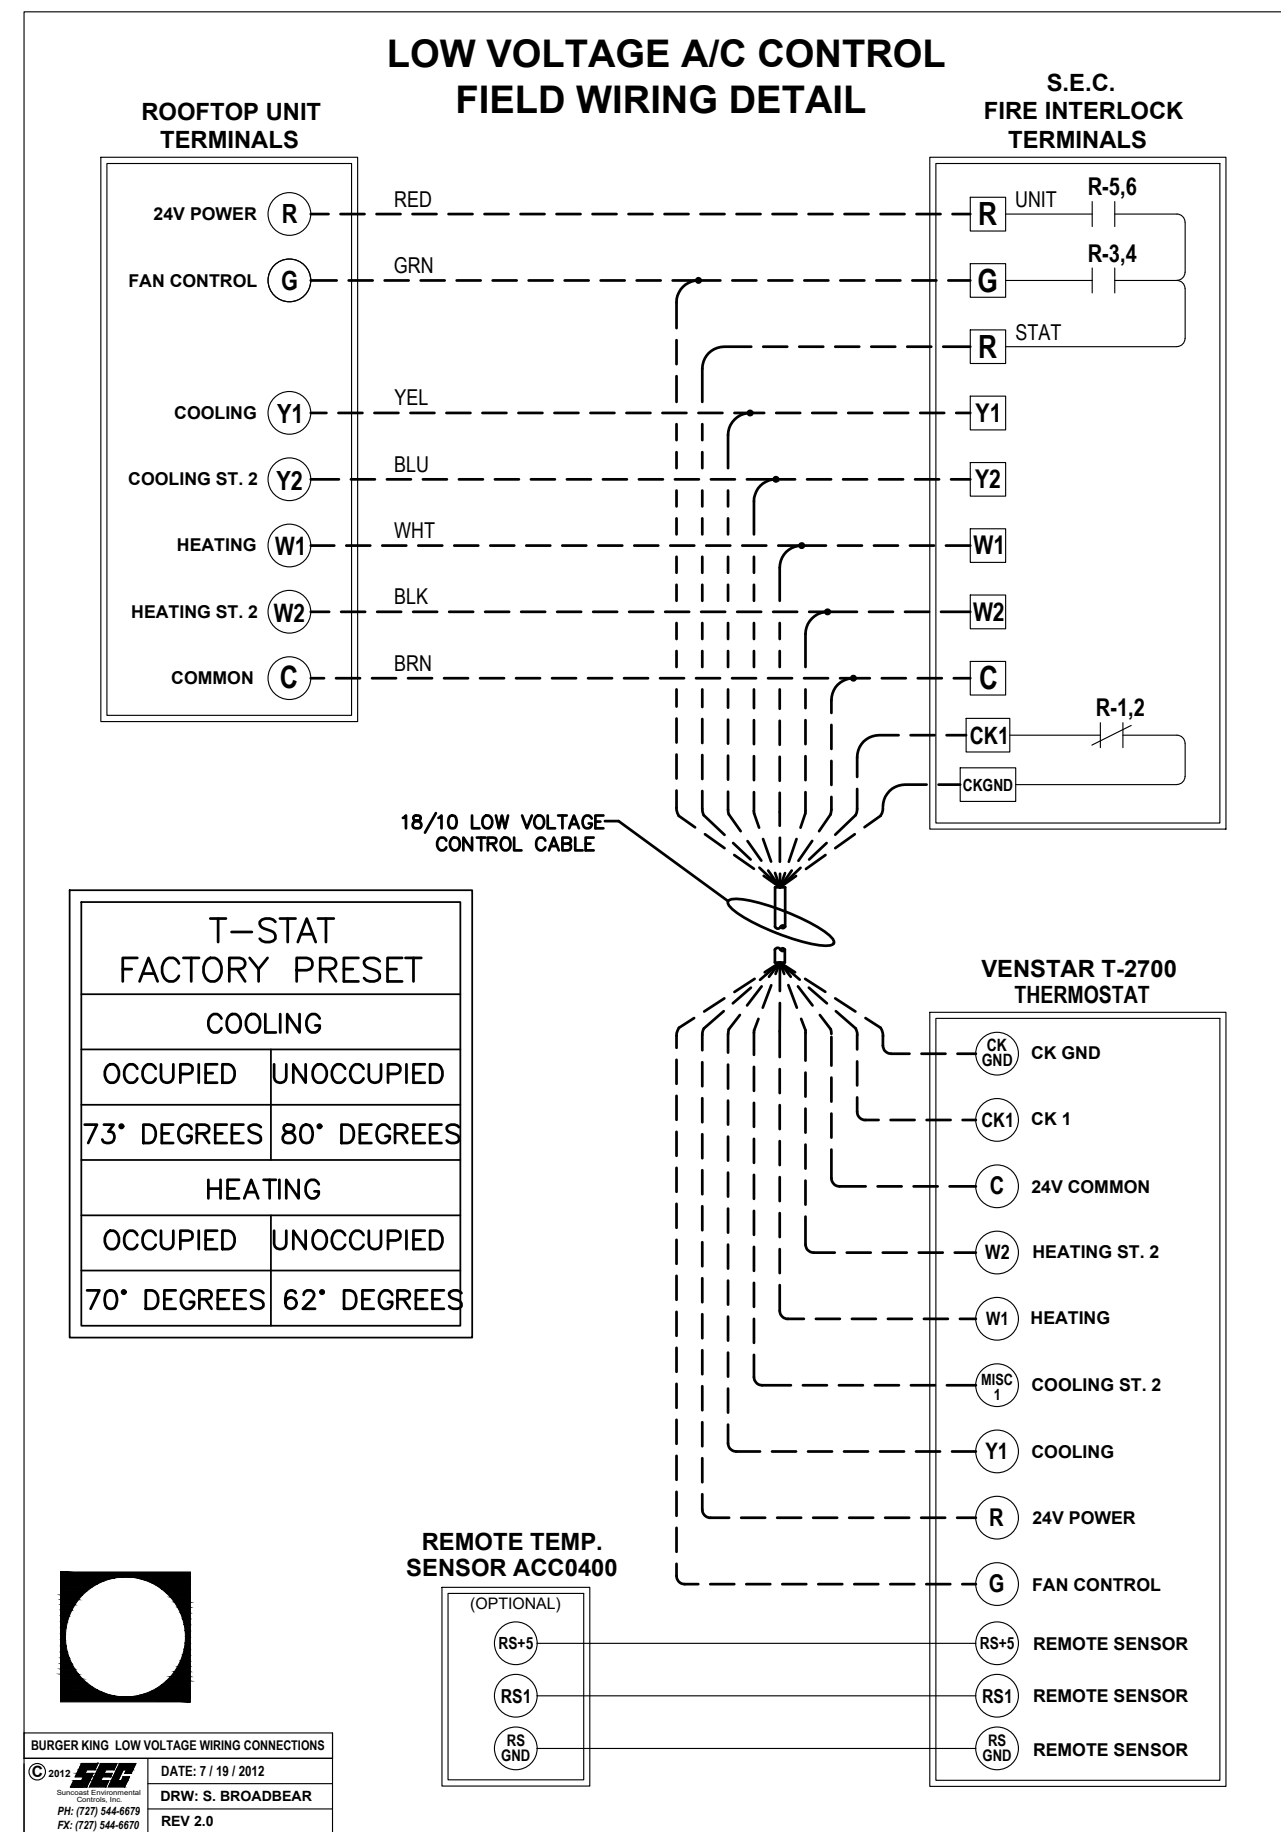 LOW VOLTAGE A/C CONTROL
FIELD WIRING DETAIL
ROOFTOP UNIT
TERMINALS
S.E.C.
FIRE INTERLOCK
TERMINALS
24V POWER R RED R UNIT R-5,6
FAN CONTROL G GRN G R-3,4
R STAT
COOLING Y1 YEL Y1
COOLING ST. 2 Y2 BLU Y2
HEATING W1 WHT W1
HEATING ST. 2 W2 BLK W2
COMMON C BRN C
CK1 R-1,2
CKGND
18/10 LOW VOLTAGE
CONTROL CABLE
T-STAT
FACTORY PRESET
COOLING
OCCUPIED UNOCCUPIED
73° DEGREES 80° DEGREES
HEATING
OCCUPIED UNOCCUPIED
70° DEGREES 62° DEGREES
VENSTAR T-2700
THERMOSTAT
CK
GND CK GND
CK1 CK 1
C 24V COMMON
W2 HEATING ST. 2
W1 HEATING
MISC
1 COOLING ST. 2
Y1 COOLING
R 24V POWER
G FAN CONTROL
RS+5 REMOTE SENSOR
RS1 REMOTE SENSOR
RS
GND REMOTE SENSOR
REMOTE TEMP.
SENSOR ACC0400
(OPTIONAL)
RS+5
RS1
RS
GND
BURGER KING LOW VOLTAGE WIRING CONNECTIONS
© 2012 SEC
Suncoast Environmental
Controls, Inc.
PH: (727) 544-6679
FX: (727) 544-6670
DATE: 7 / 19 / 2012
DRW: S. BROADBEAR
REV 2.0